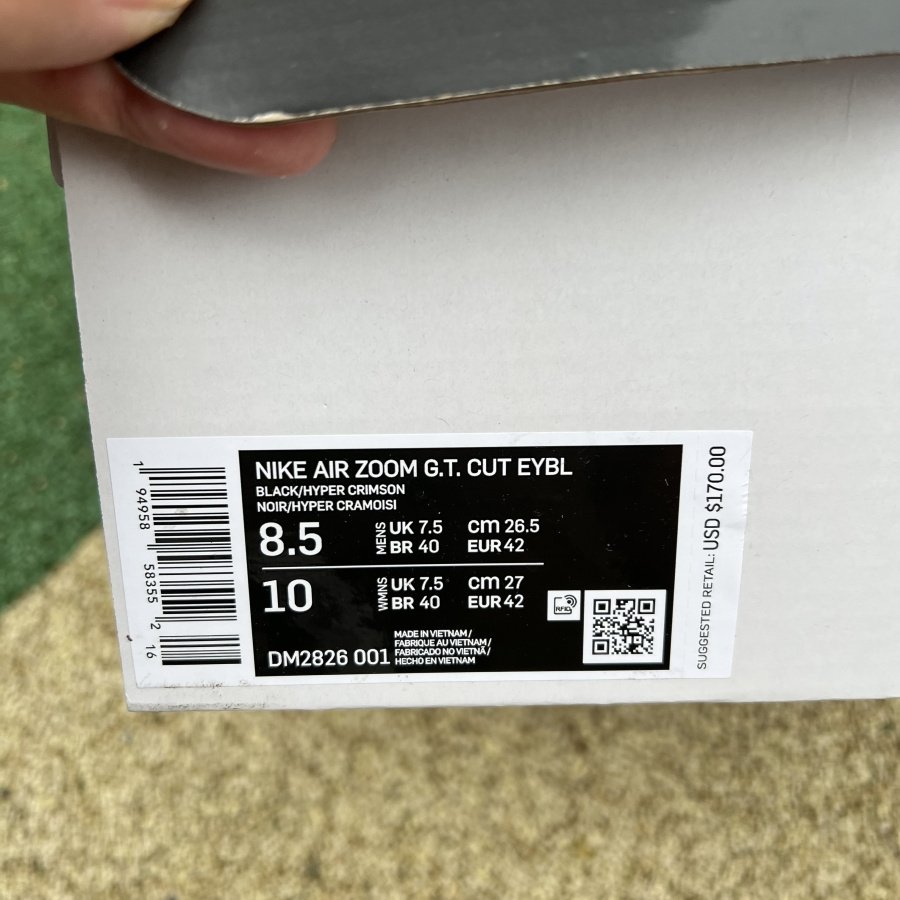 NIKE AIR ZOOM G.T. CUT EYBL
BLACK/HYPER CRIMSON
NOIR/HYPER CRAMOISI
8.5 MENS UK 7.5 cm 26.5
BR 40 EUR 42
10 WMNS UK 7.5 cm 27
BR 40 EUR 42
RFID
DM2826 001
MADE IN VIETNAM /
FABRIQUE AU VIETNAM /
FABRICADO NO VIETNÃ /
HECHO EN VIETNAM
1 94958 58355 2 16
SUGGESTED RETAIL: USD $170.00